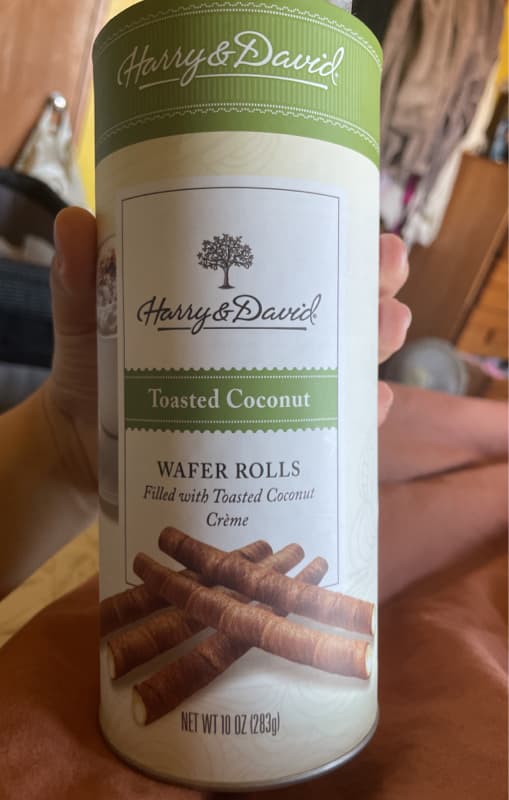 Harry & David
Harry & David
Toasted Coconut
WAFER ROLLS
Filled with Toasted Coconut
Crème
NET WT 10 OZ (283g)